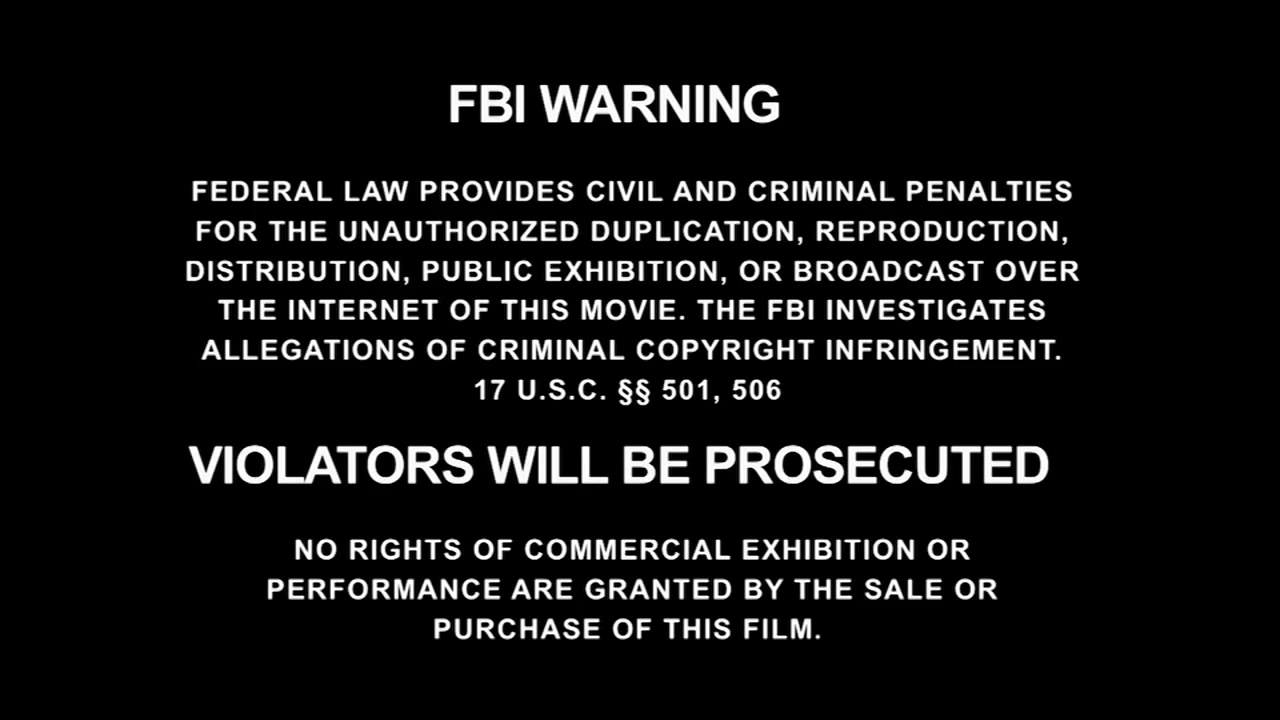 FBI WARNING
FEDERAL LAW PROVIDES CIVIL AND CRIMINAL PENALTIES
FOR THE UNAUTHORIZED DUPLICATION, REPRODUCTION,
DISTRIBUTION, PUBLIC EXHIBITION, OR BROADCAST OVER
THE INTERNET OF THIS MOVIE. THE FBI INVESTIGATES
ALLEGATIONS OF CRIMINAL COPYRIGHT INFRINGEMENT.
17 U.S.C. §§ 501, 506
VIOLATORS WILL BE PROSECUTED
NO RIGHTS OF COMMERCIAL EXHIBITION OR
PERFORMANCE ARE GRANTED BY THE SALE OR
PURCHASE OF THIS FILM.